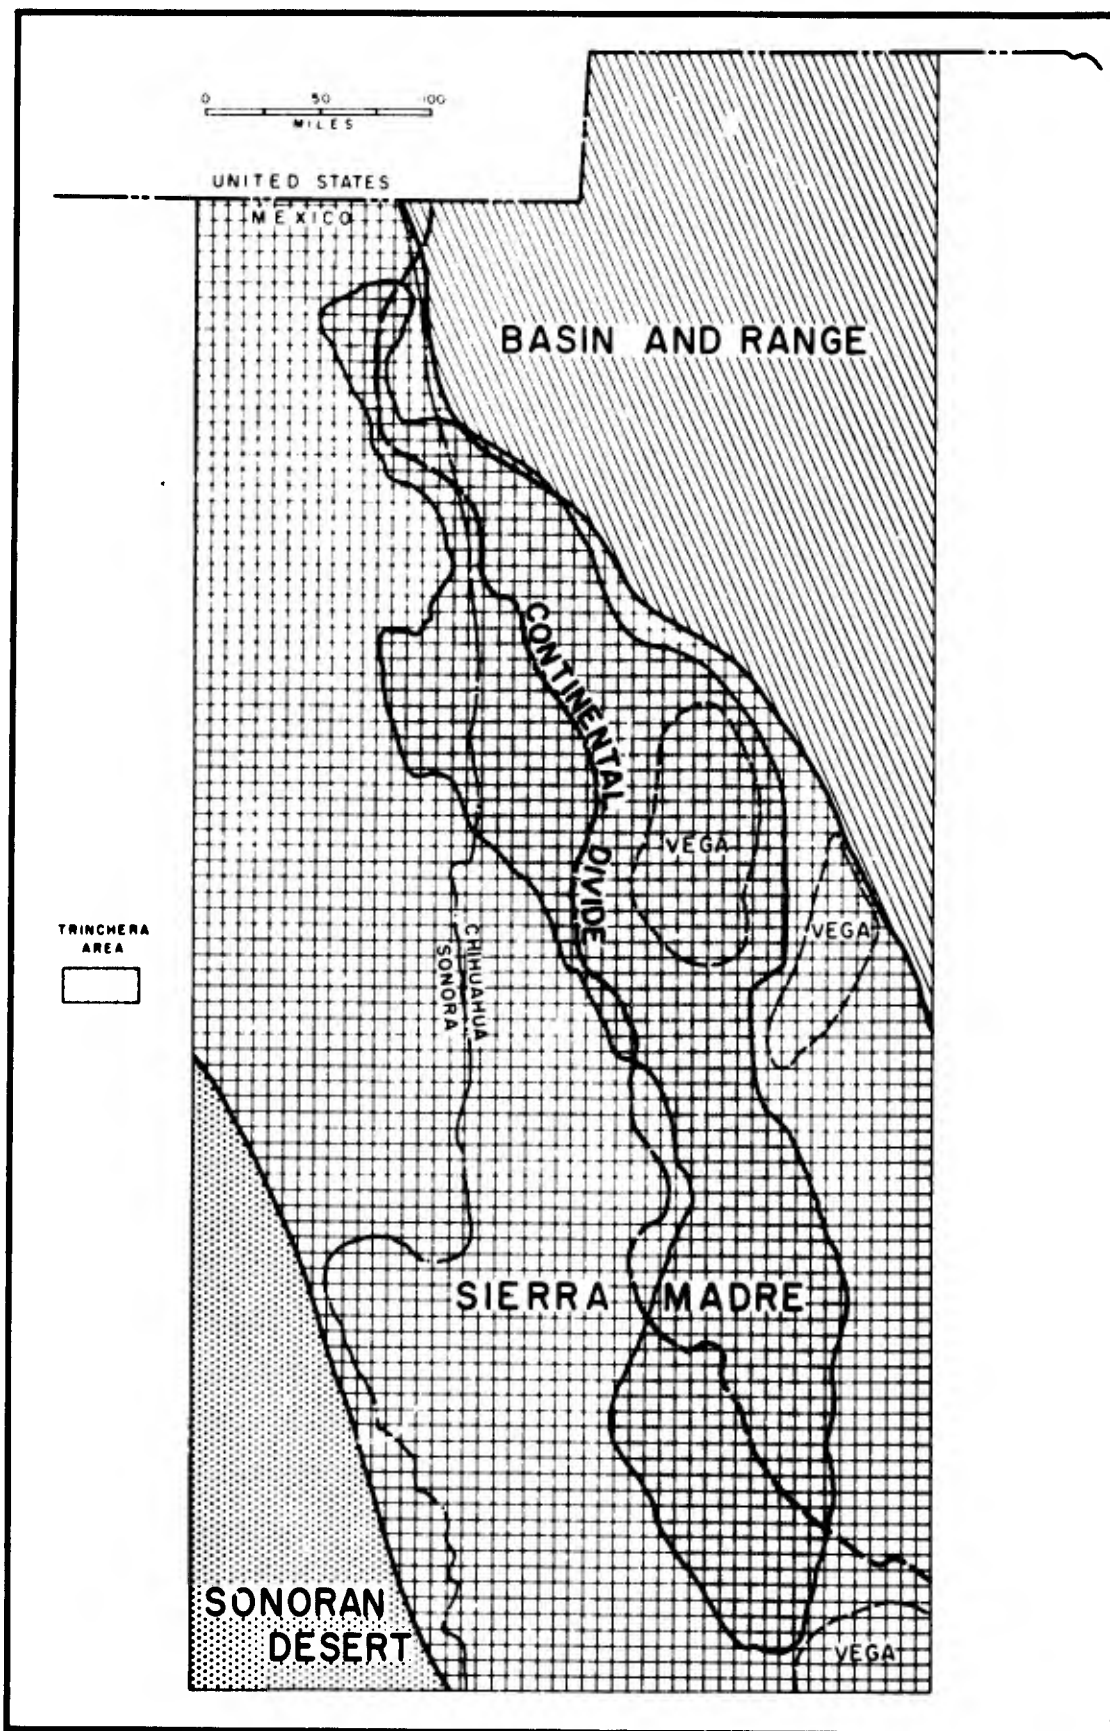 0 50 100
MILES
UNITED STATES
MEXICO
BASIN AND RANGE
CONTINENTAL DIVIDE
VEGA
VEGA
TRINCHERA
AREA
CHIHUAHUA
SONORA
SIERRA MADRE
SONORAN
DESERT
VEGA